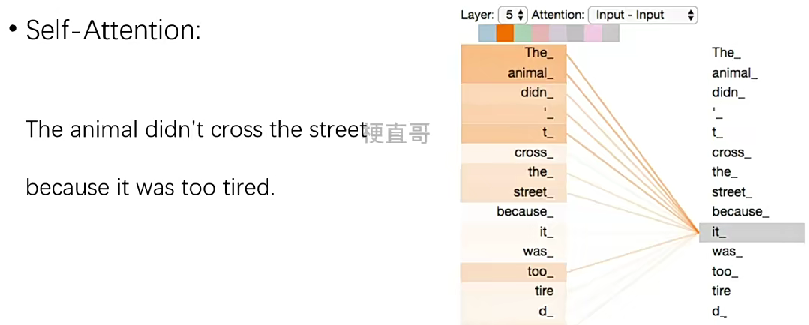 • Self-Attention:
The animal didn't cross the street
梗直哥
because it was too tired.
Layer: 5 Attention: Input - Input
The_ The_
animal_ animal_
didn_ didn_
'_ '_
t_ t_
cross_ cross_
the_ the_
street_ street_
because_ because_
it_ it_
was_ was_
too_ too_
tire tire
d_ d_